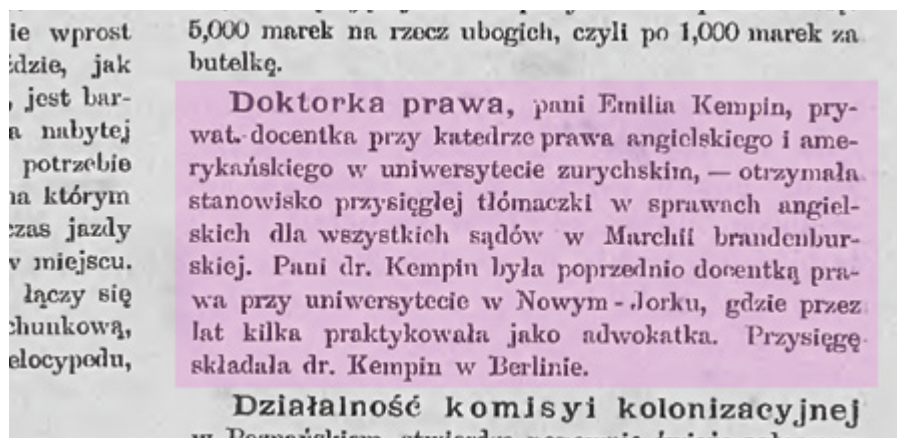 ie wprost
dzie, jak
jest bar-
a nabytej
potrzebie
na którym
zas jazdy
w miejscu.
łączy się
chunkową,
elocypedu,
5,000 marek na rzecz ubogich, czyli po 1,000 marek za
butelkę.
Doktorka prawa, pani Emilia Kempin, pry-
wat. docentka przy katedrze prawa angielskiego i ame-
rykańskiego w uniwersytecie zurychskim, — otrzymała
stanowisko przysięgłej tłómaczki w sprawach angiel-
skich dla wszystkich sądów w Marchii brandenbur-
skiej. Pani dr. Kempin była poprzednio docentką pra-
wa przy uniwersytecie w Nowym-Jorku, gdzie przez
lat kilka praktykowała jako adwokatka. Przysięgę
składała dr. Kempin w Berlinie.
Działalność komisyi kolonizacyjnej